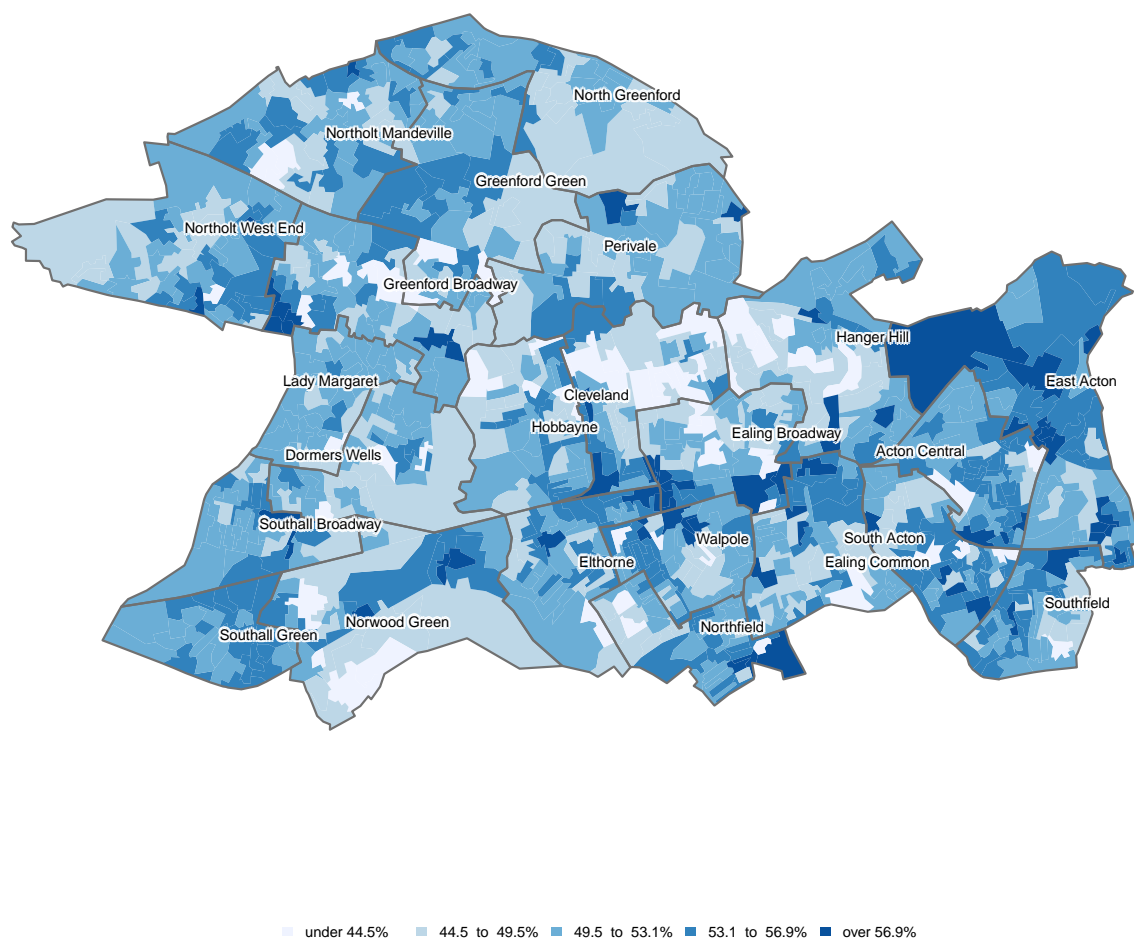 North Greenford
Northolt Mandeville
Greenford Green
Northolt West End
Perivale
Greenford Broadway
Hanger Hill
Lady Margaret
East Acton
Cleveland
Hobbayne
Ealing Broadway
Acton Central
Dormers Wells
Southall Broadway
Walpole
South Acton
Elthorne
Ealing Common
Southfield
Norwood Green
Northfield
Southall Green
under 44.5% 44.5 to 49.5% 49.5 to 53.1% 53.1 to 56.9% over 56.9%